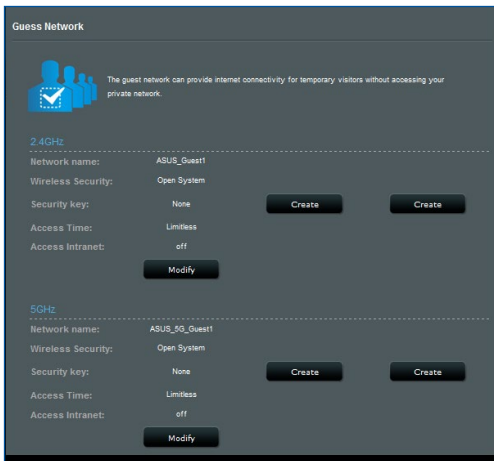 Guess Network
The guest network can provide internet connectivity for temporary visitors without accessing your
private network.
2.4GHz
Network name: ASUS_Guest1
Wireless Security: Open System
Security key: None Create Create
Access Time: Limitless
Access Intranet: off
Modify
5GHz
Network name: ASUS_5G_Guest1
Wireless Security: Open System
Security key: None Create Create
Access Time: Limitless
Access Intranet: off
Modify